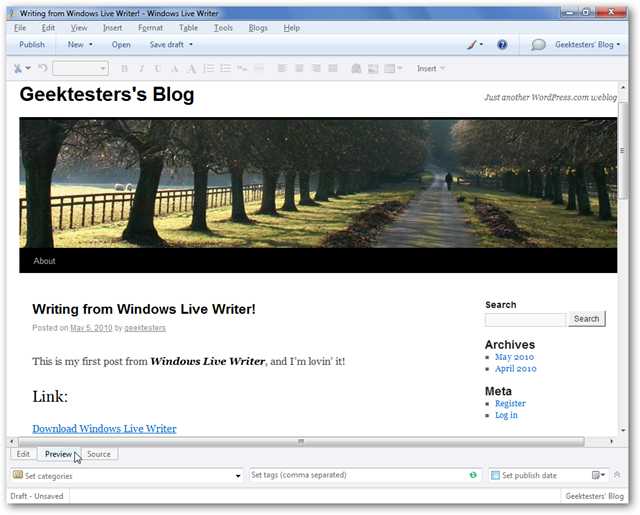 Writing from Windows Live Writer! - Windows Live Writer
File Edit View Insert Format Table Tools Blogs Help
Publish New Open Save draft Geektesters' Blog
B I U A A Insert
Geektesters's Blog
Just another WordPress.com weblog
About
Writing from Windows Live Writer!
Posted on May 5, 2010 by geektesters
This is my first post from Windows Live Writer, and I'm lovin' it!
Link:
Download Windows Live Writer
Search
Search
Archives
May 2010
April 2010
Meta
Register
Log in
Edit Preview Source
Set categories Set tags (comma separated) Set publish date
Draft - Unsaved Geektesters' Blog